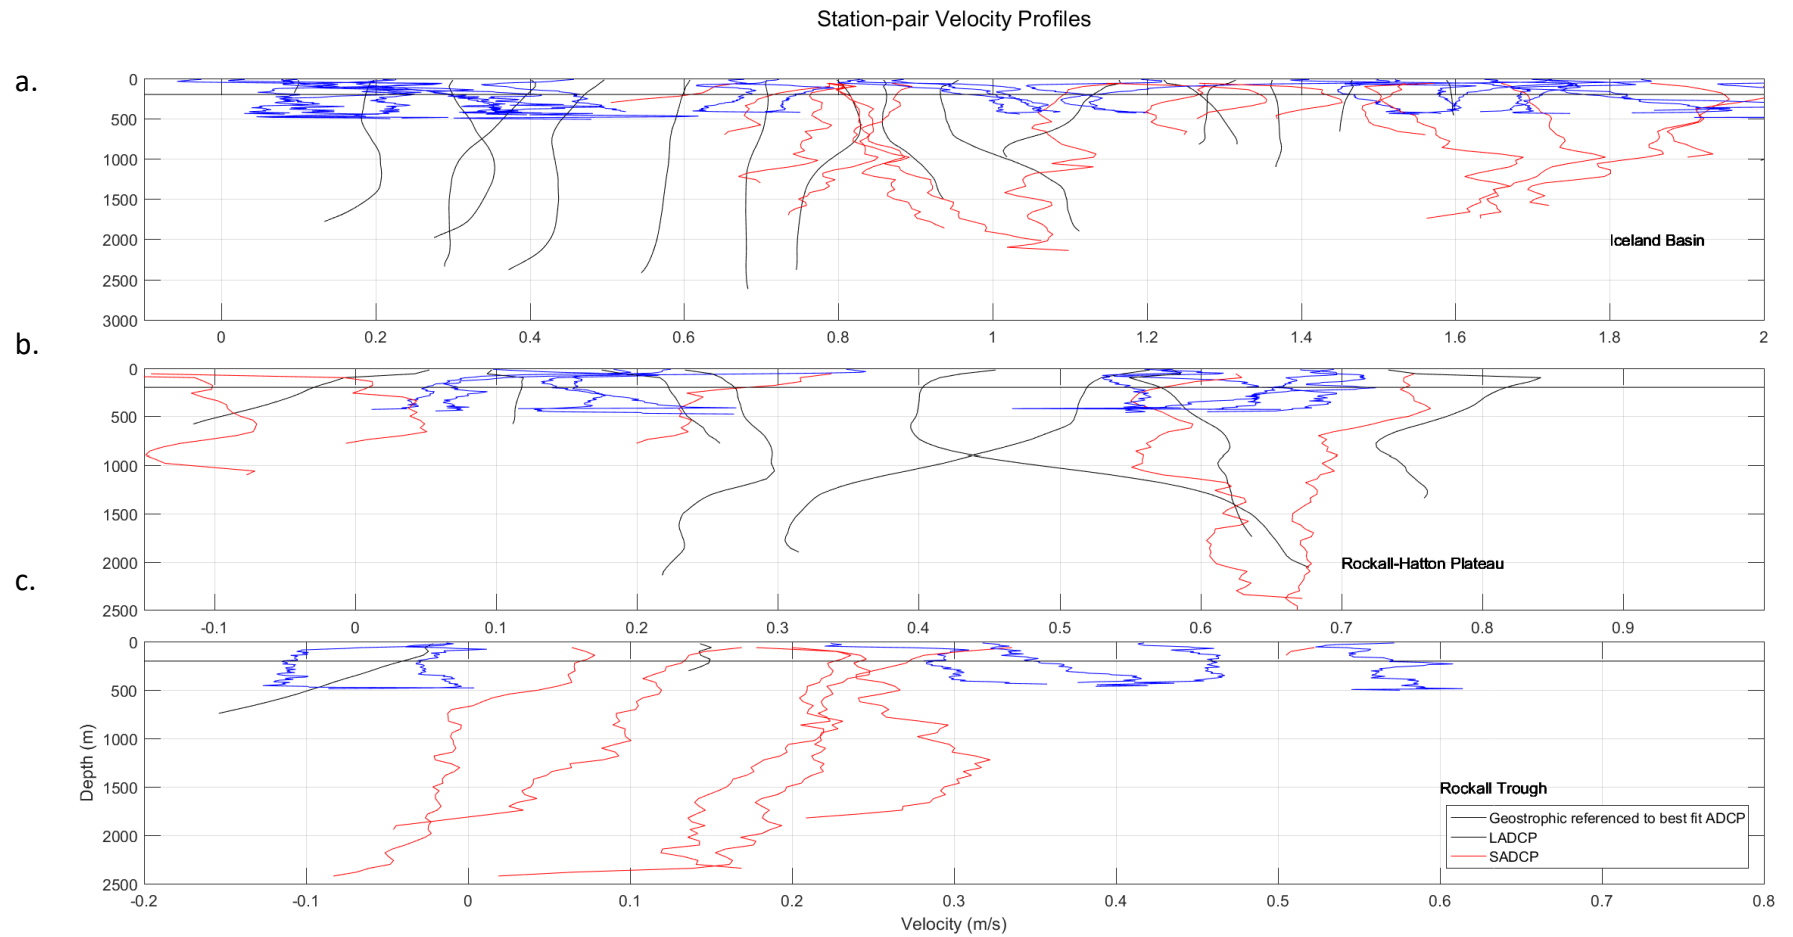 Station-pair Velocity Profiles
a.
0
500
1000
1500
2000
2500
3000
Iceland Basin
0 0.2 0.4 0.6 0.8 1 1.2 1.4 1.6 1.8 2
b.
0
500
1000
1500
2000
2500
Rockall-Hatton Plateau
-0.1 0 0.1 0.2 0.3 0.4 0.5 0.6 0.7 0.8 0.9
c.
0
500
1000
1500
2000
2500
Depth (m)
Rockall Trough
Geostrophic referenced to best fit ADCP
LADCP
SADCP
-0.2 -0.1 0 0.1 0.2 0.3 0.4 0.5 0.6 0.7 0.8
Velocity (m/s)